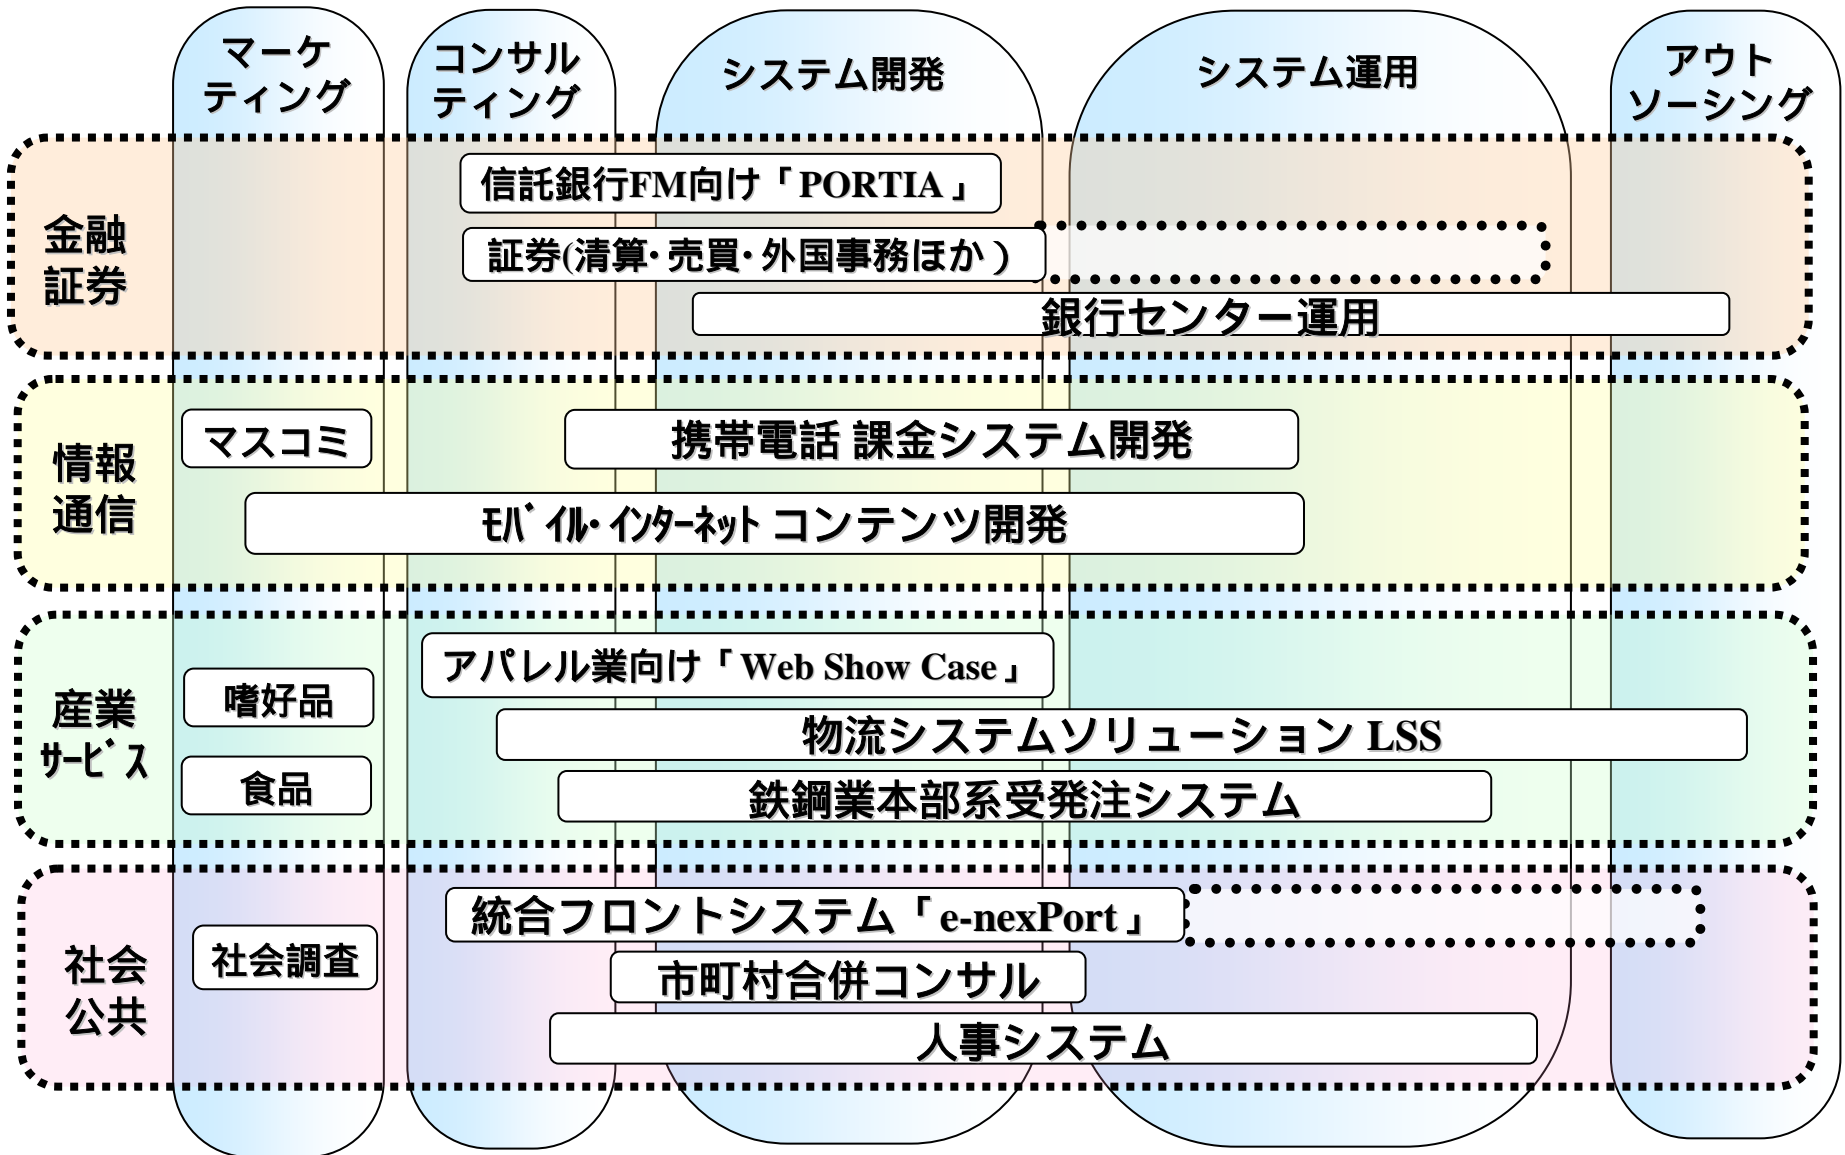 マーケ
ティング
コンサル
ティング
システム開発
システム運用
アウト
ソーシング
金融
証券
信託銀行FM向け「PORTIA」
証券(清算･売買･外国事務ほか)
銀行センター運用
情報
通信
マスコミ
携帯電話 課金システム開発
ﾓﾊﾞｲﾙ･ｲﾝﾀｰﾈｯﾄ コンテンツ開発
産業
ｻｰﾋﾞｽ
嗜好品
食品
アパレル業向け「Web Show Case」
物流システムソリューション LSS
鉄鋼業本部系受発注システム
社会
公共
社会調査
統合フロントシステム「e-nexPort」
市町村合併コンサル
人事システム